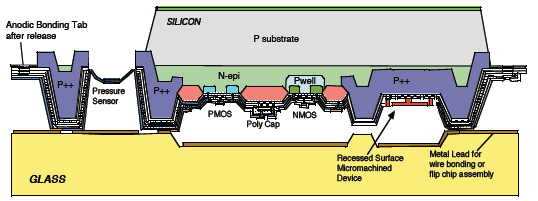 Anodic Bonding Tab
after release
SILICON
P substrate
N-epi
Pwell
P++
P++
P++
Pressure
Sensor
PMOS
Poly Cap
NMOS
Recessed Surface
Micromachined
Device
Metal Lead for
wire bonding or
flip chip assembly
GLASS